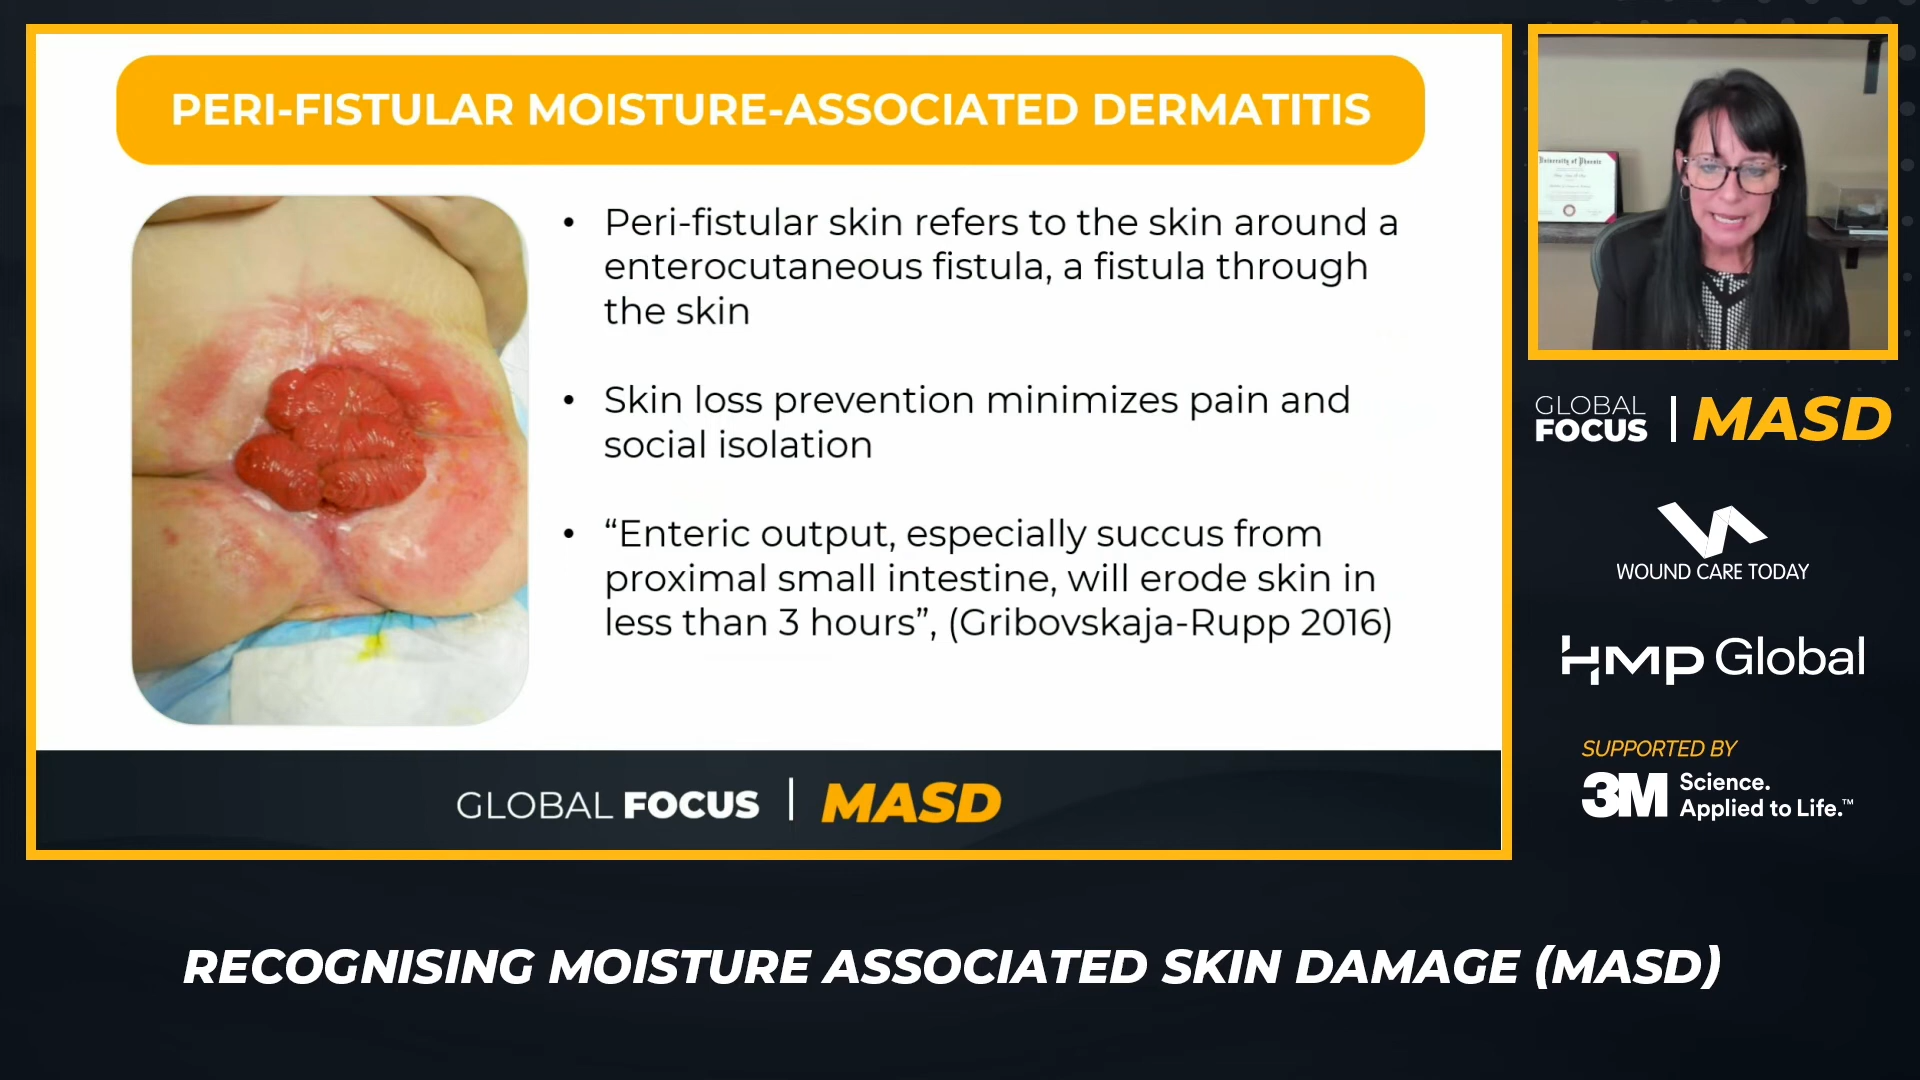 PERI-FISTULAR MOISTURE-ASSOCIATED DERMATITIS
• Peri-fistular skin refers to the skin around a
enterocutaneous fistula, a fistula through
the skin
• Skin loss prevention minimizes pain and
social isolation
• “Enteric output, especially succus from
proximal small intestine, will erode skin in
less than 3 hours”, (Gribovskaja-Rupp 2016)
GLOBAL FOCUS | MASD
University of Phoenix
GLOBAL
FOCUS | MASD
WOUND CARE TODAY
HMP Global
SUPPORTED BY
3M Science.
Applied to Life.™
RECOGNISING MOISTURE ASSOCIATED SKIN DAMAGE (MASD)